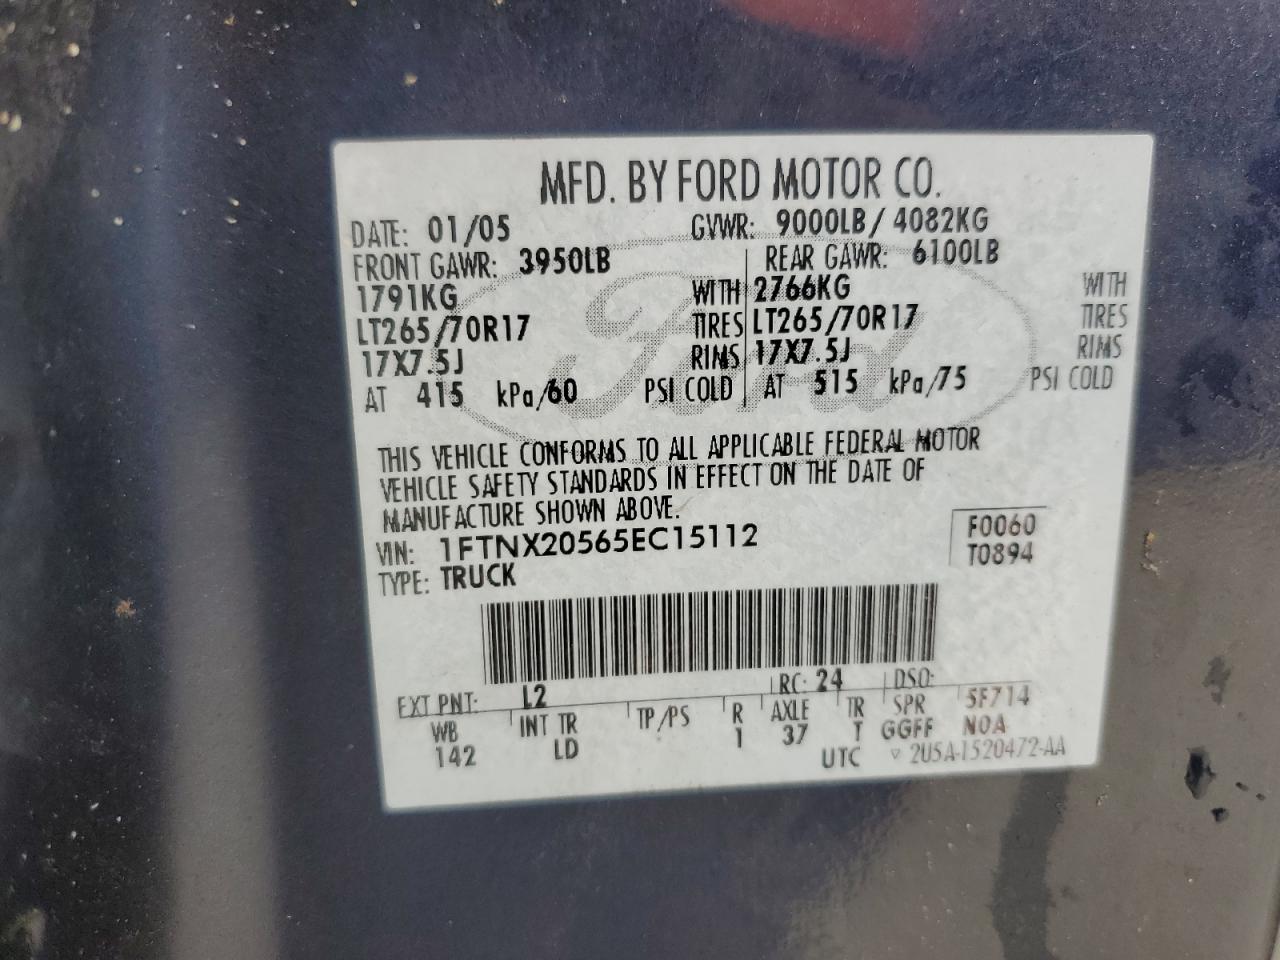 MFD. BY FORD MOTOR CO.
DATE: 01/05 GVWR: 9000LB/ 4082KG
FRONT GAWR: 3950LB REAR GAWR: 6100LB
1791KG WITH 2766KG WITH
LT265/70R17 TIRES LT265/70R17 TIRES
17X7.5J RIMS 17X7.5J RIMS
AT 415 kPa/60 PSI COLD AT 515 kPa/75 PSI COLD
Ford
THIS VEHICLE CONFORMS TO ALL APPLICABLE FEDERAL MOTOR
VEHICLE SAFETY STANDARDS IN EFFECT ON THE DATE OF
MANUFACTURE SHOWN ABOVE.
VIN: 1FTNX20565EC15112 F0060
TYPE: TRUCK T0894
EXT PNT: L2 RC: 24 DSO:
WB INT TR TP/PS R AXLE TR SPR 5F714
142 LD 1 37 T GGFF NOA
UTC ▽ 2U5A-1520472-AA